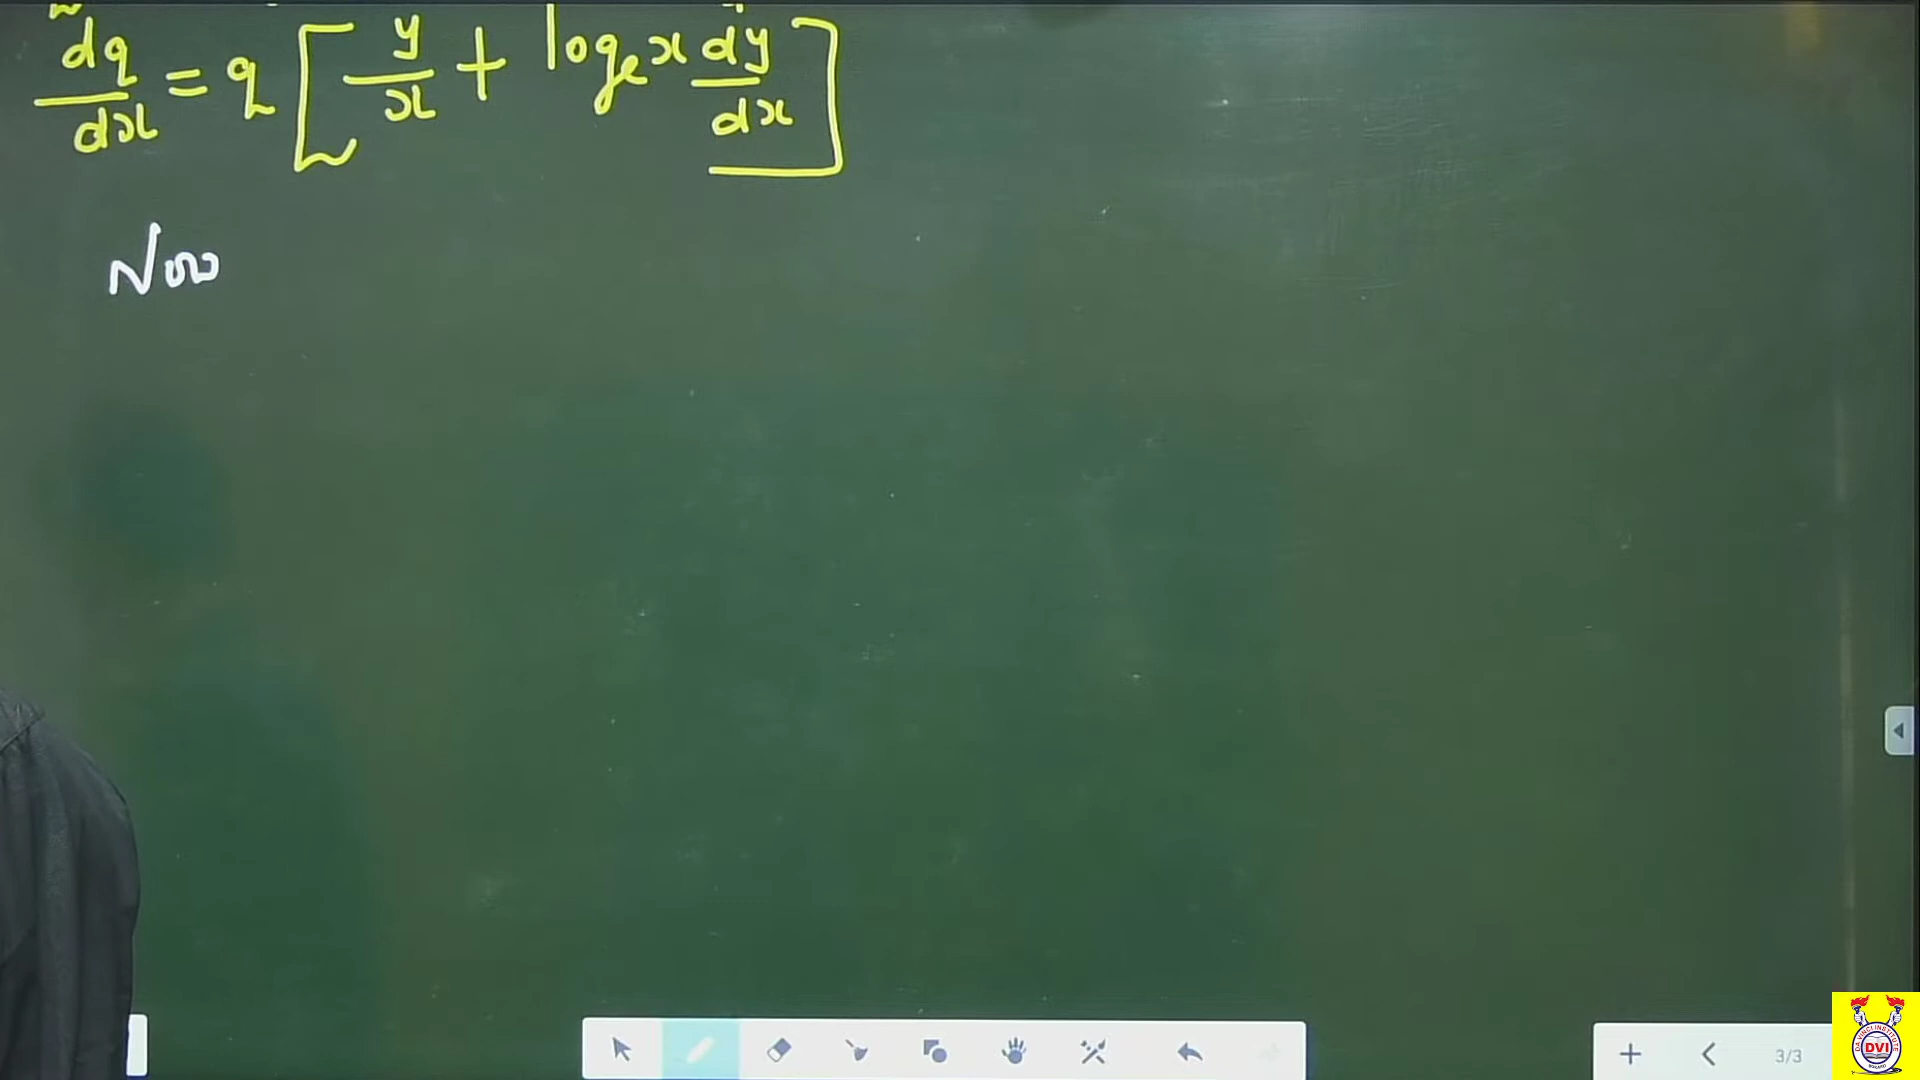 dq/dx = q [ y/x + logₑx dy/dx ]
Now
3/3
DVI